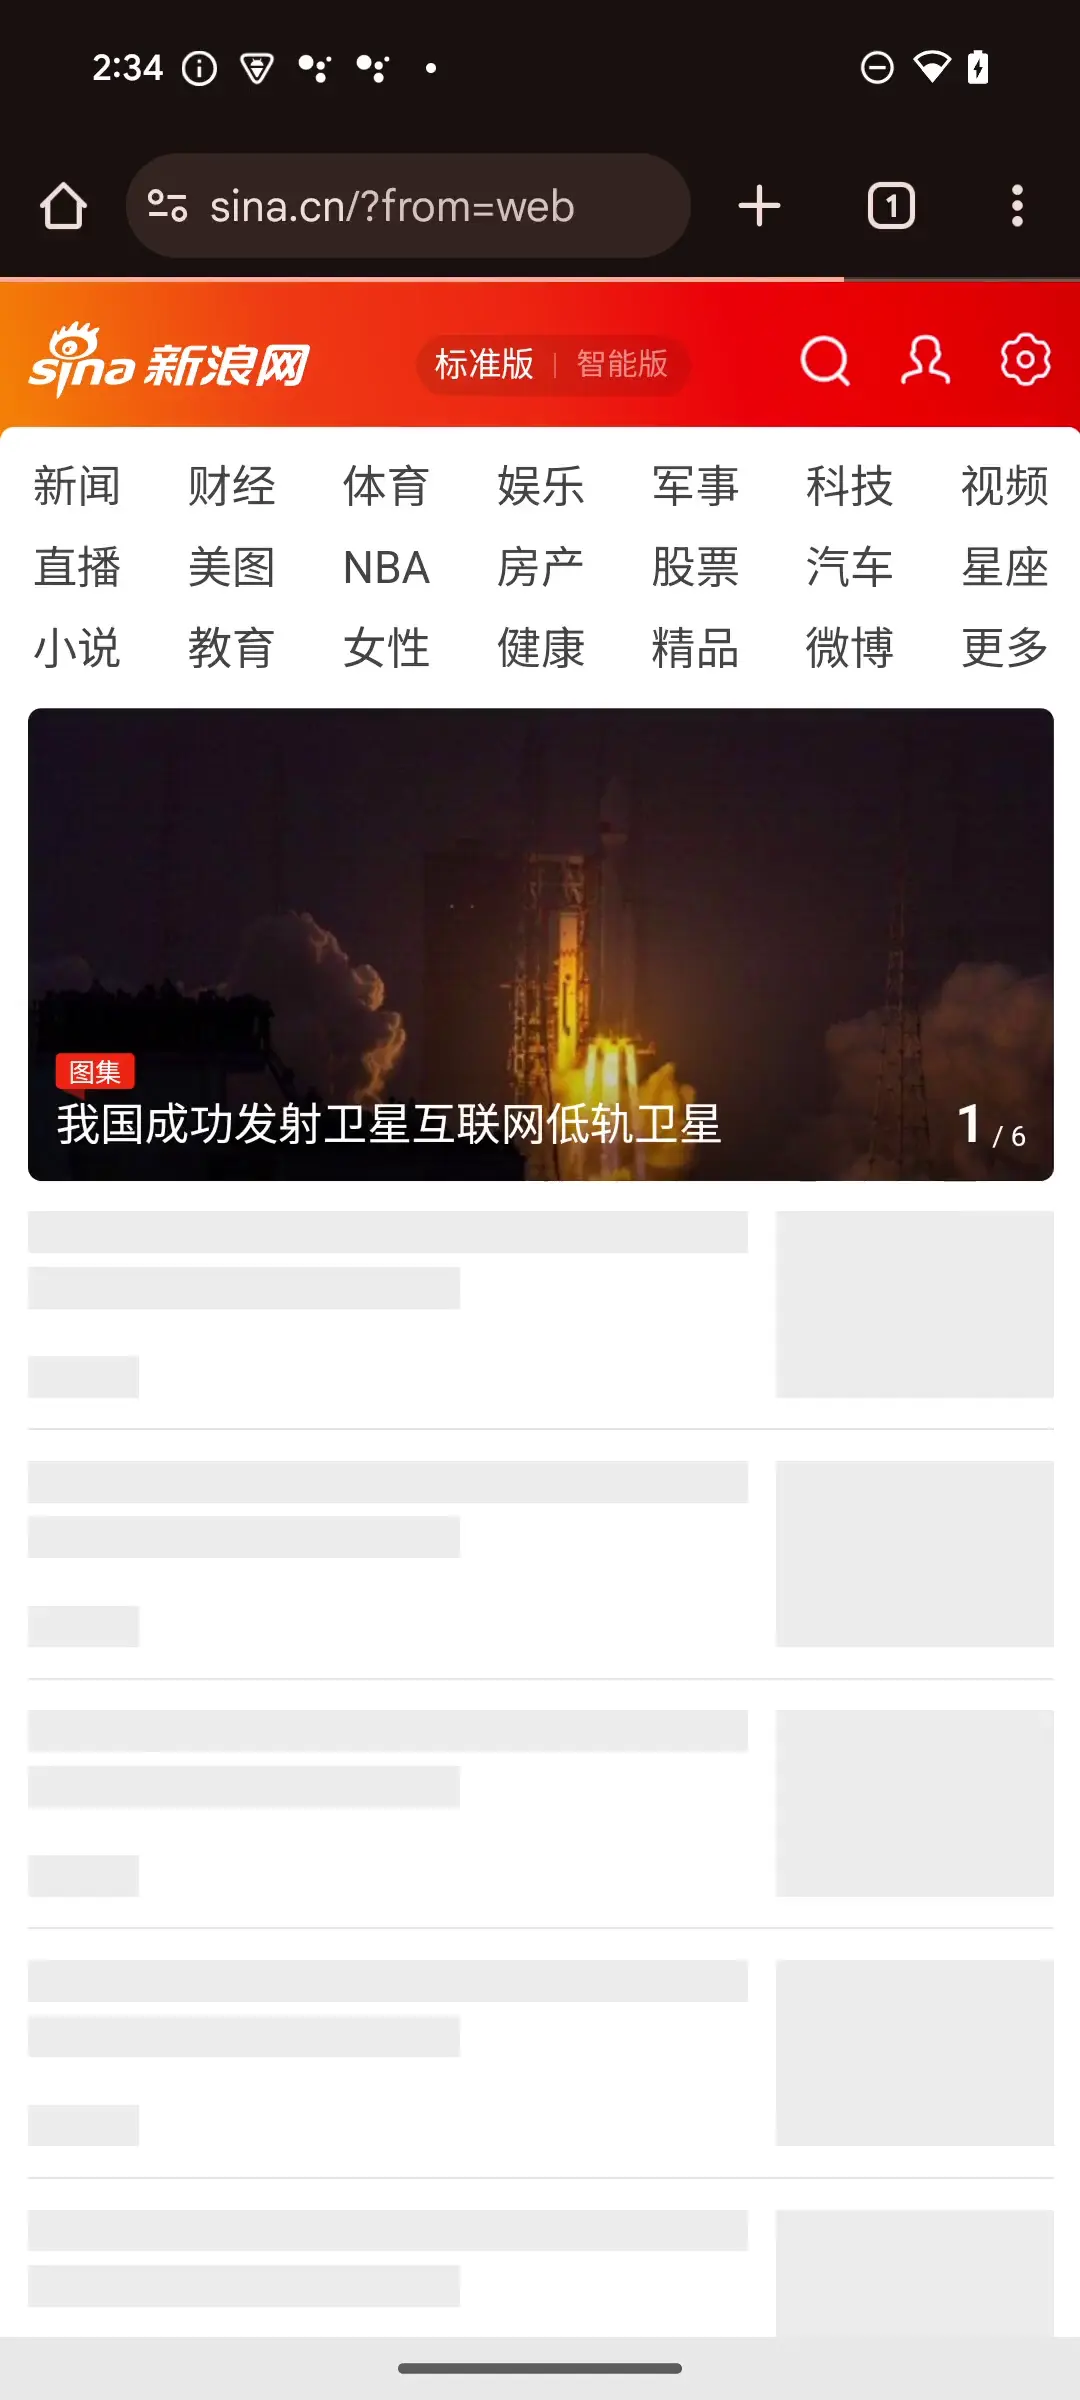 2:34
sina.cn/?from=web
1
sina 新浪网
标准版 | 智能版
新闻 财经 体育 娱乐 军事 科技 视频
直播 美图 NBA 房产 股票 汽车 星座
小说 教育 女性 健康 精品 微博 更多
图集
我国成功发射卫星互联网低轨卫星
1 / 6